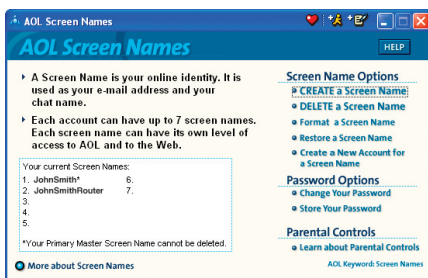 AOL Screen Names
AOL Screen Names
HELP
A Screen Name is your online identity. It is
used as your e-mail address and your
chat name.
Each account can have up to 7 screen names.
Each screen name can have its own level of
access to AOL and to the Web.
Your current Screen Names:
1. JohnSmith* 6.
2. JohnSmithRouter 7.
3.
4.
5.
*Your Primary Master Screen Name cannot be deleted.
More about Screen Names
Screen Name Options
CREATE a Screen Name
DELETE a Screen Name
Format a Screen Name
Restore a Screen Name
Create a New Account for
a Screen Name
Password Options
Change Your Password
Store Your Password
Parental Controls
Learn about Parental Controls
AOL Keyword: Screen Names